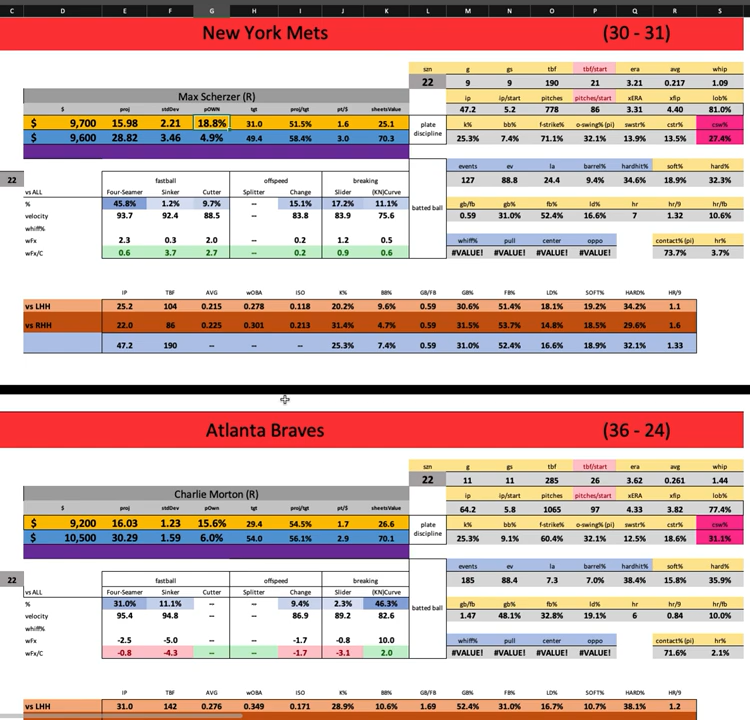 C D E F G H I J K L M N O P Q R S
New York Mets (30 - 31)
szn g gs tbf tbf/start era avg whip
22 9 9 190 21 3.21 0.217 1.09
Max Scherzer (R) ip ip/start pitches pitches/start xERA xfip lob%
47.2 5.2 778 86 3.31 4.40 81.0%
$ proj stdDev pOWN tgt proj/tgt pt/$ sheetsValue
$ 9,700 15.98 2.21 18.8% 31.0 51.5% 1.6 25.1 plate discipline k% bb% f-strike% o-swing% (pi) swstr% cstr% csw%
$ 9,600 28.82 3.46 4.9% 49.4 58.4% 3.0 70.3 25.3% 7.4% 71.1% 32.1% 13.9% 13.5% 27.4%
events ev la barrel% hardhit% soft% hard%
22 fastball offspeed breaking 127 88.8 24.4 9.4% 34.6% 18.9% 32.3%
vs ALL Four-Seamer Sinker Cutter Splitter Change Slider (KN)Curve
% 45.8% 1.2% 9.7% -- 15.1% 17.2% 11.1% batted ball gb/fb gb% fb% ld% hr hr/9 hr/fb
velocity 93.7 92.4 88.5 -- 83.8 83.9 75.6 0.59 31.0% 52.4% 16.6% 7 1.32 10.6%
whiff%
wFx 2.3 0.3 2.0 -- 0.2 1.2 0.5 whiff% pull center oppo contact% (pi) hr%
wFx/C 0.6 3.7 2.7 -- 0.2 0.9 0.6 #VALUE! #VALUE! #VALUE! #VALUE! 73.7% 3.7%
IP TBF AVG wOBA ISO K% BB% GB/FB GB% FB% LD% SOFT% HARD% HR/9
vs LHH 25.2 104 0.215 0.278 0.118 20.2% 9.6% 0.59 30.6% 51.4% 18.1% 19.2% 34.2% 1.1
vs RHH 22.0 86 0.225 0.301 0.213 31.4% 4.7% 0.59 31.5% 53.7% 14.8% 18.5% 29.6% 1.6
47.2 190 -- -- -- 25.3% 7.4% 0.59 31.0% 52.4% 16.6% 18.9% 32.1% 1.33
Atlanta Braves (36 - 24)
szn g gs tbf tbf/start era avg whip
22 11 11 285 26 3.62 0.261 1.44
Charlie Morton (R) ip ip/start pitches pitches/start xERA xfip lob%
64.2 5.8 1065 97 4.33 3.82 77.4%
$ proj stdDev pOwn tgt proj/tgt pt/$ sheetsValue
$ 9,200 16.03 1.23 15.6% 29.4 54.5% 1.7 26.6 plate discipline k% bb% f-strike% o-swing% (pi) swstr% cstr% csw%
$ 10,500 30.29 1.59 6.0% 54.0 56.1% 2.9 70.1 25.3% 9.1% 60.4% 32.1% 12.5% 18.6% 31.1%
events ev la barrel% hardhit% soft% hard%
22 fastball offspeed breaking 185 88.4 7.3 7.0% 38.4% 15.8% 35.9%
vs ALL Four-Seamer Sinker Cutter Splitter Change Slider (KN)Curve
% 31.0% 11.1% -- -- 9.4% 2.3% 46.3% batted ball gb/fb gb% fb% ld% hr hr/9 hr/fb
velocity 95.4 94.8 -- -- 86.9 89.2 82.6 1.47 48.1% 32.8% 19.1% 6 0.84 10.0%
whiff%
wFx -2.5 -5.0 -- -- -1.7 -0.8 10.0 whiff% pull center oppo contact% (pi) hr%
wFx/C -0.8 -4.3 -- -- -1.7 -3.1 2.0 #VALUE! #VALUE! #VALUE! #VALUE! 71.6% 2.1%
IP TBF AVG wOBA ISO K% BB% GB/FB GB% FB% LD% SOFT% HARD% HR/9
vs LHH 31.0 142 0.276 0.349 0.171 28.9% 10.6% 1.69 52.4% 31.0% 16.7% 10.7% 38.1% 1.2